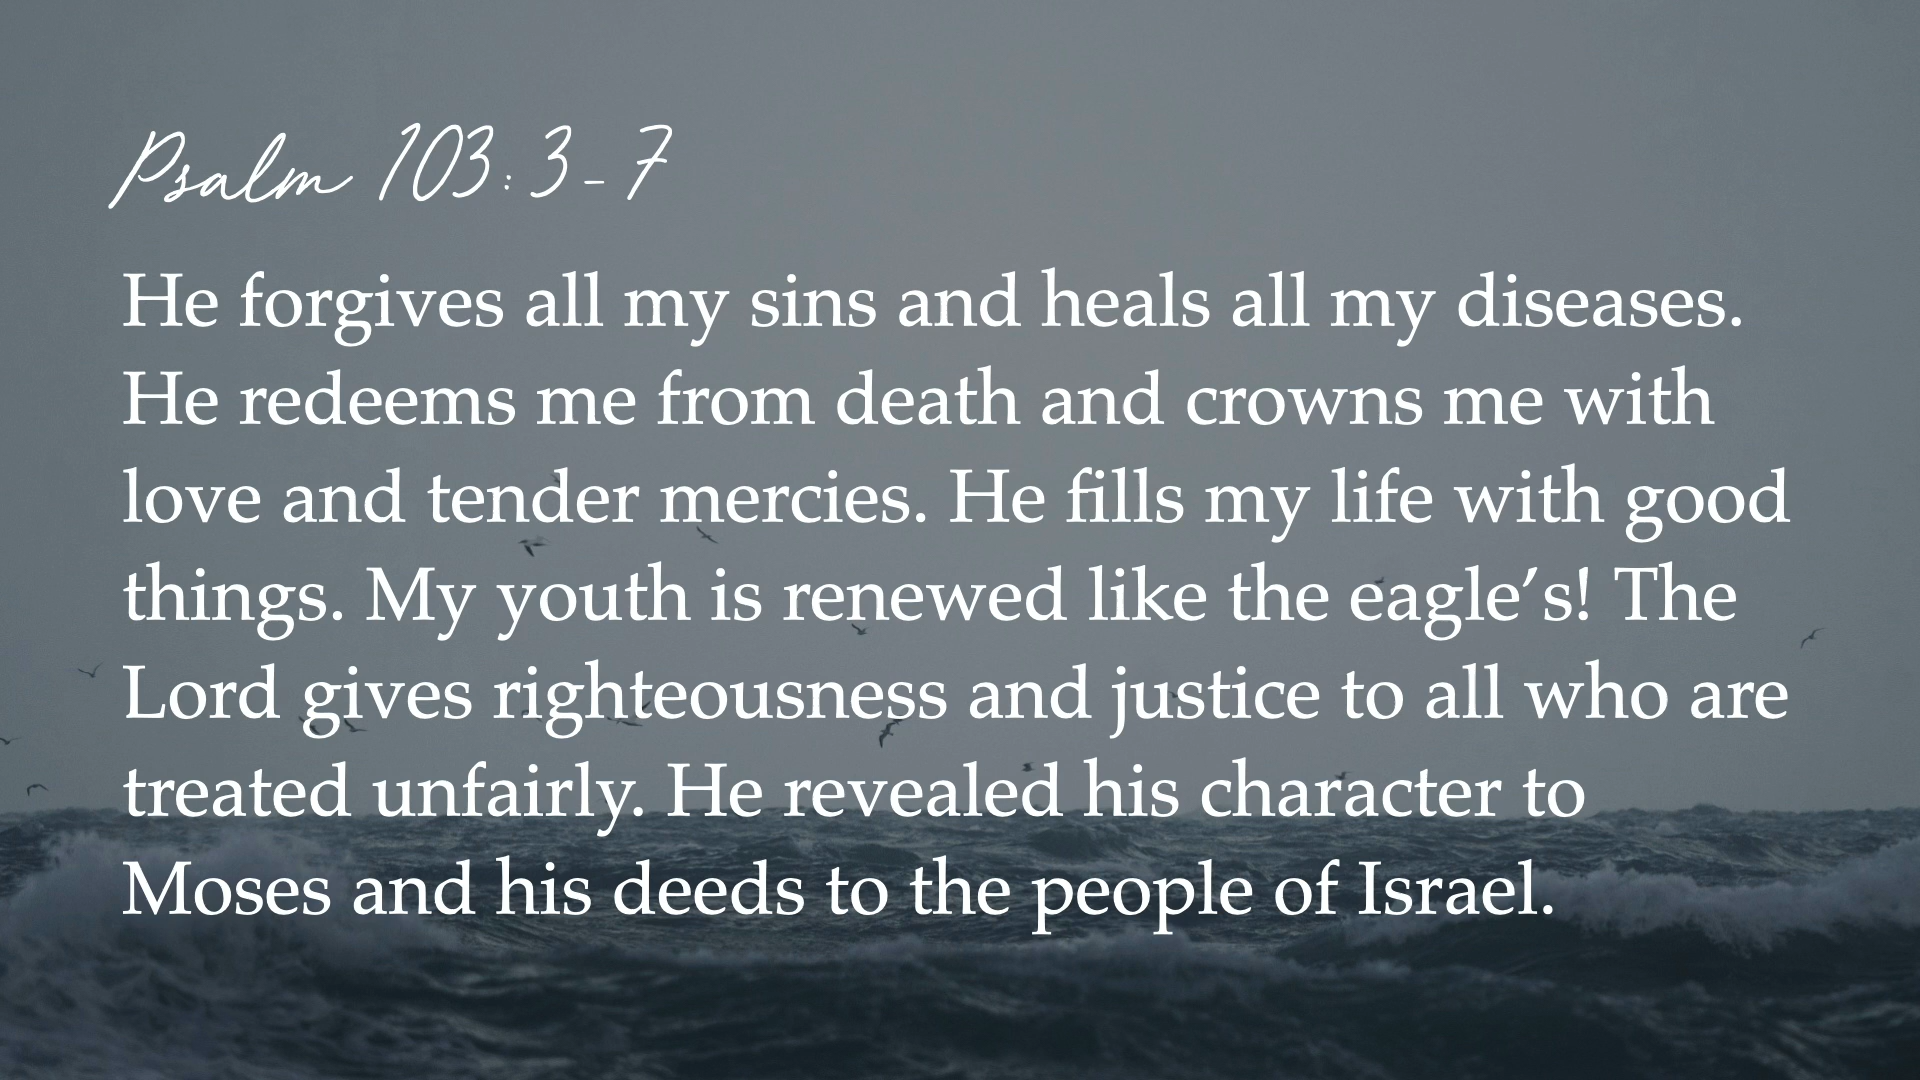 Psalm 103:3-7
He forgives all my sins and heals all my diseases.
He redeems me from death and crowns me with
love and tender mercies. He fills my life with good
things. My youth is renewed like the eagle’s! The
Lord gives righteousness and justice to all who are
treated unfairly. He revealed his character to
Moses and his deeds to the people of Israel.